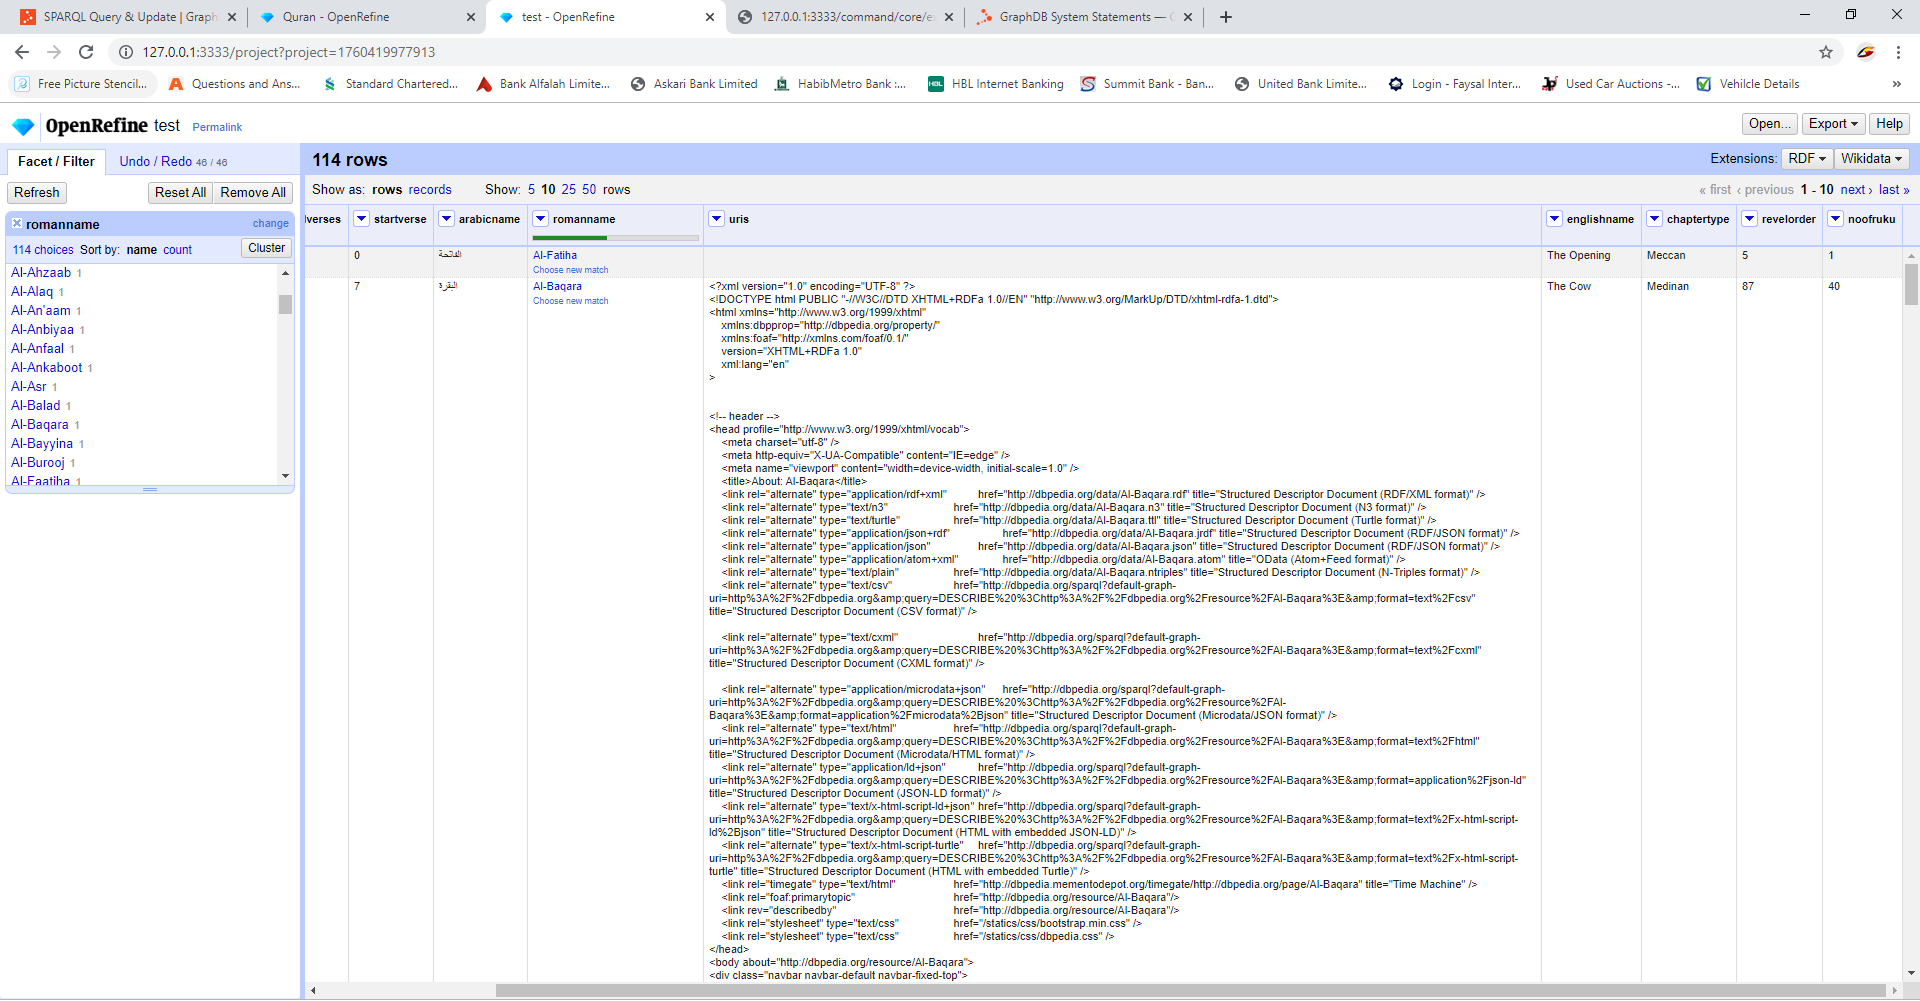 SPARQL Query & Update | Graph
Quran - OpenRefine
test - OpenRefine
127.0.0.1:3333/command/core/e
GraphDB System Statements —
127.0.0.1:3333/project?project=1760419977913
Free Picture Stencil...
Questions and Ans...
Standard Chartered...
Bank Alfalah Limite...
Askari Bank Limited
HabibMetro Bank :...
HBL Internet Banking
Summit Bank - Ban...
United Bank Limite...
Login - Faysal Inter...
Used Car Auctions -...
Vehilcle Details
»
OpenRefine test Permalink
Open... Export Help
Facet / Filter Undo / Redo 46 / 46
114 rows
Extensions: RDF Wikidata
Refresh Reset All Remove All
Show as: rows records Show: 5 10 25 50 rows
« first ‹ previous 1 - 10 next › last »
romanname change
114 choices Sort by: name count Cluster
Al-Ahzaab 1
Al-Alaq 1
Al-An'aam 1
Al-Anbiyaa 1
Al-Anfaal 1
Al-Ankaboot 1
Al-Asr 1
Al-Balad 1
Al-Baqara 1
Al-Bayyina 1
Al-Burooj 1
Al-Faatiha 1
lverses startverse arabicname romanname uris englishname chaptertype revelorder noofruku
0 الفاتحة Al-Fatiha The Opening Meccan 5 1
Choose new match
7 البقرة Al-Baqara The Cow Medinan 87 40
Choose new match
<?xml version="1.0" encoding="UTF-8" ?>
<!DOCTYPE html PUBLIC "-//W3C//DTD XHTML+RDFa 1.0//EN" "http://www.w3.org/MarkUp/DTD/xhtml-rdfa-1.dtd">
<html xmlns="http://www.w3.org/1999/xhtml"
xmlns:dbpprop="http://dbpedia.org/property/"
xmlns:foaf="http://xmlns.com/foaf/0.1/"
version="XHTML+RDFa 1.0"
xml:lang="en"
>
<!-- header -->
<head profile="http://www.w3.org/1999/xhtml/vocab">
<meta charset="utf-8" />
<meta http-equiv="X-UA-Compatible" content="IE=edge" />
<meta name="viewport" content="width=device-width, initial-scale=1.0" />
<title>About: Al-Baqara</title>
<link rel="alternate" type="application/rdf+xml" href="http://dbpedia.org/data/Al-Baqara.rdf" title="Structured Descriptor Document (RDF/XML format)" />
<link rel="alternate" type="text/n3" href="http://dbpedia.org/data/Al-Baqara.n3" title="Structured Descriptor Document (N3 format)" />
<link rel="alternate" type="text/turtle" href="http://dbpedia.org/data/Al-Baqara.ttl" title="Structured Descriptor Document (Turtle format)" />
<link rel="alternate" type="application/json+rdf" href="http://dbpedia.org/data/Al-Baqara.jrdf" title="Structured Descriptor Document (RDF/JSON format)" />
<link rel="alternate" type="application/json" href="http://dbpedia.org/data/Al-Baqara.json" title="Structured Descriptor Document (RDF/JSON format)" />
<link rel="alternate" type="application/atom+xml" href="http://dbpedia.org/data/Al-Baqara.atom" title="OData (Atom+Feed format)" />
<link rel="alternate" type="text/plain" href="http://dbpedia.org/data/Al-Baqara.ntriples" title="Structured Descriptor Document (N-Triples format)" />
<link rel="alternate" type="text/csv" href="http://dbpedia.org/sparql?default-graph-
uri=http%3A%2F%2Fdbpedia.org&amp;query=DESCRIBE%20%3Chttp%3A%2F%2Fdbpedia.org%2Fresource%2FAl-Baqara%3E&amp;format=text%2Fcsv"
title="Structured Descriptor Document (CSV format)" />
<link rel="alternate" type="text/cxml" href="http://dbpedia.org/sparql?default-graph-
uri=http%3A%2F%2Fdbpedia.org&amp;query=DESCRIBE%20%3Chttp%3A%2F%2Fdbpedia.org%2Fresource%2FAl-Baqara%3E&amp;format=text%2Fcxml"
title="Structured Descriptor Document (CXML format)" />
<link rel="alternate" type="application/microdata+json" href="http://dbpedia.org/sparql?default-graph-
uri=http%3A%2F%2Fdbpedia.org&amp;query=DESCRIBE%20%3Chttp%3A%2F%2Fdbpedia.org%2Fresource%2FAl-
Baqara%3E&amp;format=application%2Fmicrodata%2Bjson" title="Structured Descriptor Document (Microdata/JSON format)" />
<link rel="alternate" type="text/html" href="http://dbpedia.org/sparql?default-graph-
uri=http%3A%2F%2Fdbpedia.org&amp;query=DESCRIBE%20%3Chttp%3A%2F%2Fdbpedia.org%2Fresource%2FAl-Baqara%3E&amp;format=text%2Fhtml"
title="Structured Descriptor Document (Microdata/HTML format)" />
<link rel="alternate" type="application/ld+json" href="http://dbpedia.org/sparql?default-graph-
uri=http%3A%2F%2Fdbpedia.org&amp;query=DESCRIBE%20%3Chttp%3A%2F%2Fdbpedia.org%2Fresource%2FAl-Baqara%3E&amp;format=application%2Fjson-ld"
title="Structured Descriptor Document (JSON-LD format)" />
<link rel="alternate" type="text/x-html-script-ld+json" href="http://dbpedia.org/sparql?default-graph-
uri=http%3A%2F%2Fdbpedia.org&amp;query=DESCRIBE%20%3Chttp%3A%2F%2Fdbpedia.org%2Fresource%2FAl-Baqara%3E&amp;format=text%2Fx-html-script-
ld%2Bjson" title="Structured Descriptor Document (HTML with embedded JSON-LD)" />
<link rel="alternate" type="text/x-html-script-turtle" href="http://dbpedia.org/sparql?default-graph-
uri=http%3A%2F%2Fdbpedia.org&amp;query=DESCRIBE%20%3Chttp%3A%2F%2Fdbpedia.org%2Fresource%2FAl-Baqara%3E&amp;format=text%2Fx-html-script-
turtle" title="Structured Descriptor Document (HTML with embedded Turtle)" />
<link rel="timegate" type="text/html" href="http://dbpedia.mementodepot.org/timegate/http://dbpedia.org/page/Al-Baqara" title="Time Machine" />
<link rel="foaf:primarytopic" href="http://dbpedia.org/resource/Al-Baqara"/>
<link rev="describedby" href="http://dbpedia.org/resource/Al-Baqara"/>
<link rel="stylesheet" type="text/css" href="/statics/css/bootstrap.min.css" />
<link rel="stylesheet" type="text/css" href="/statics/css/dbpedia.css" />
</head>
<body about="http://dbpedia.org/resource/Al-Baqara">
<div class="navbar navbar-default navbar-fixed-top">